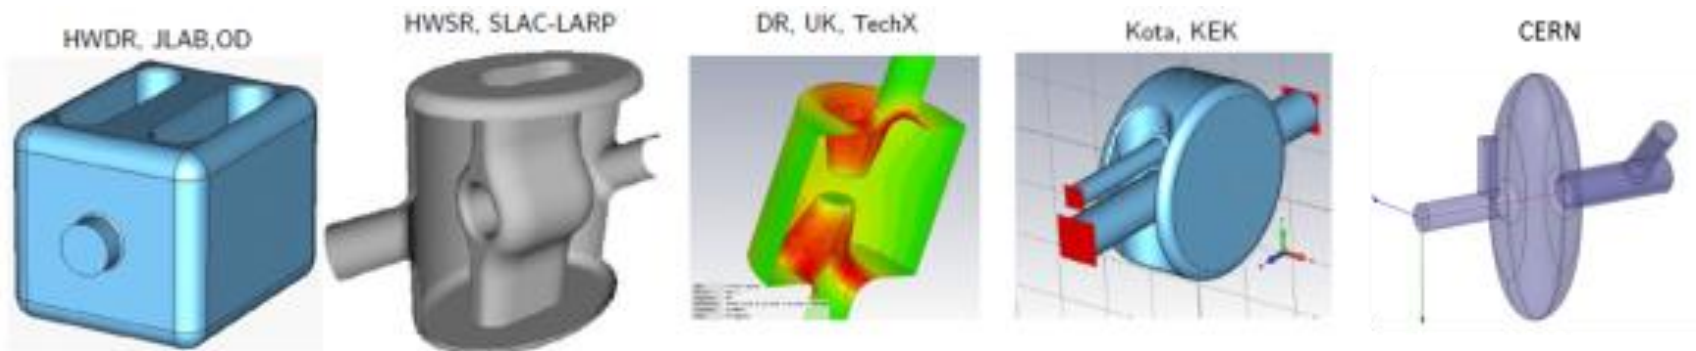 HWDR, JLAB,OD
HWSR, SLAC-LARP
DR, UK, TechX
Kota, KEK
CERN